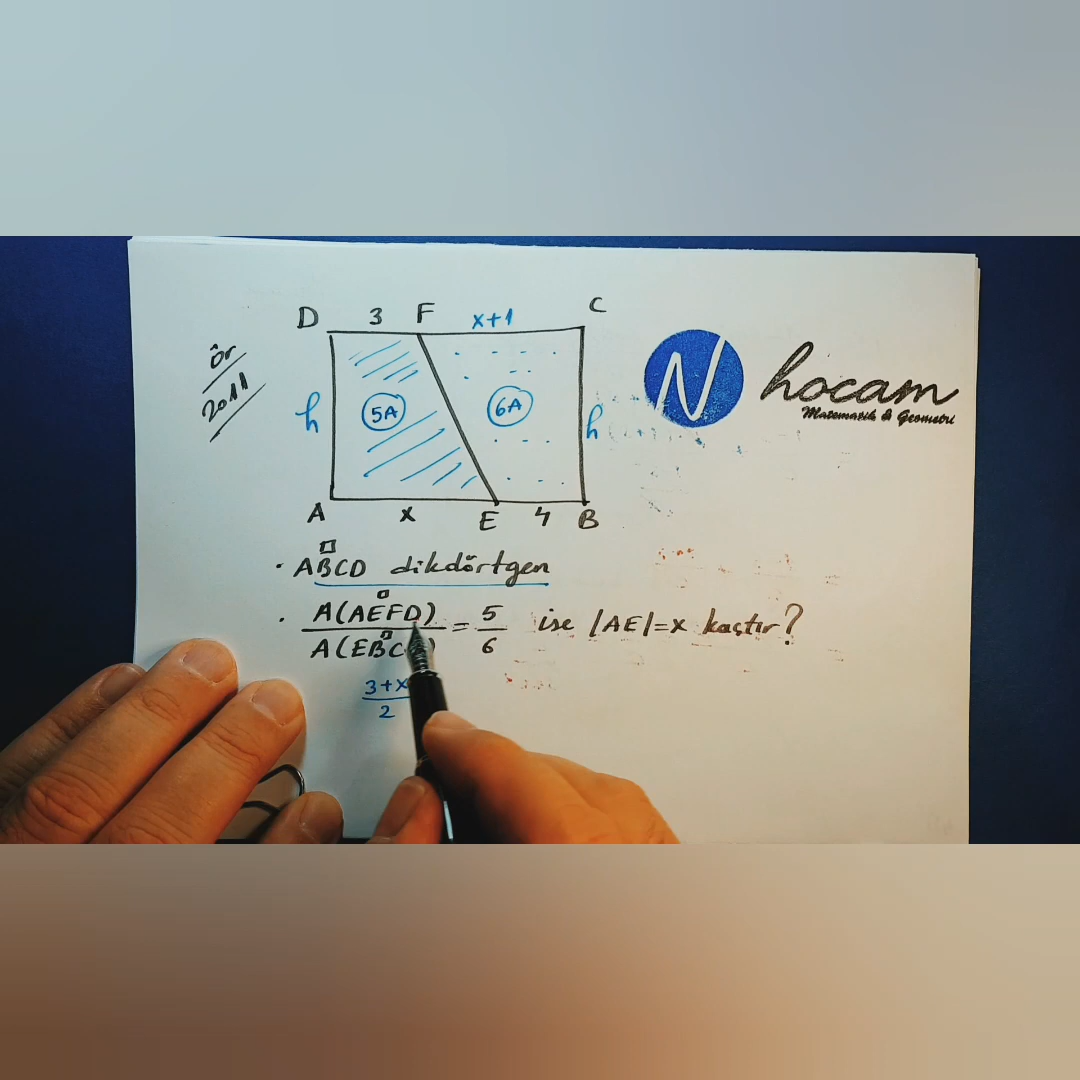 D 3 F x+1 C
Ör
2011
h 5A 6A h
A x E 4 B
N hocam
Matematik & Geometri
· ABCD dikdörtgen
· A(AEFD) = 5 ise |AE|=x kaçtır?
A(EBC 6
3+x
2